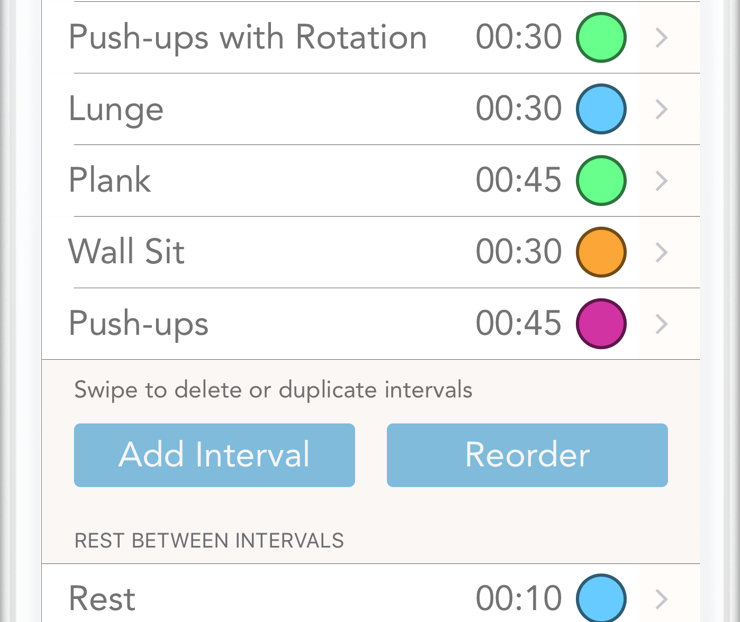 Push-ups with Rotation 00:30
Lunge 00:30
Plank 00:45
Wall Sit 00:30
Push-ups 00:45
Swipe to delete or duplicate intervals
Add Interval Reorder
REST BETWEEN INTERVALS
Rest 00:10